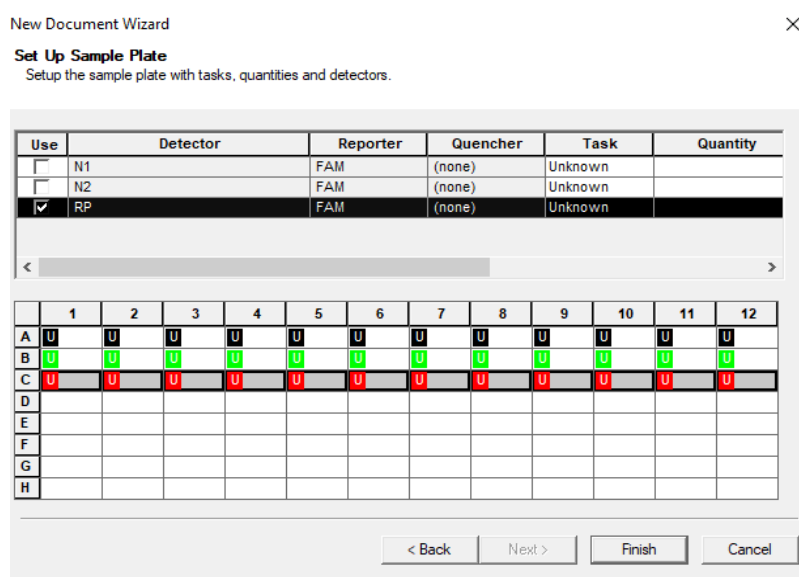 New Document Wizard
Set Up Sample Plate
Setup the sample plate with tasks, quantities and detectors.
Use Detector Reporter Quencher Task Quantity
N1 FAM (none) Unknown
N2 FAM (none) Unknown
RP FAM (none) Unknown
1 2 3 4 5 6 7 8 9 10 11 12
A U U U U U U U U U U U U
B U U U U U U U U U U U U
C U U U U U U U U U U U U
D
E
F
G
H
< Back Next > Finish Cancel